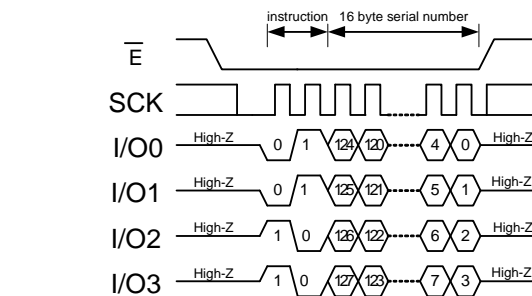 instruction 16 byte serial number
E
SCK
I/O0 High-Z 0 1 124 120 4 0 High-Z
I/O1 High-Z 0 1 125 121 5 1 High-Z
I/O2 High-Z 1 0 126 122 6 2 High-Z
I/O3 High-Z 1 0 127 123 7 3 High-Z